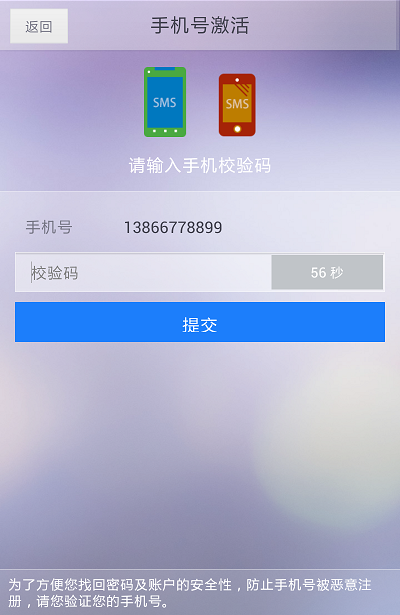 返回
手机号激活
SMS
SMS
请输入手机校验码
手机号 13866778899
校验码 56 秒
提交
为了方便您找回密码及账户的安全性，防止手机号被恶意注
册，请您验证您的手机号。